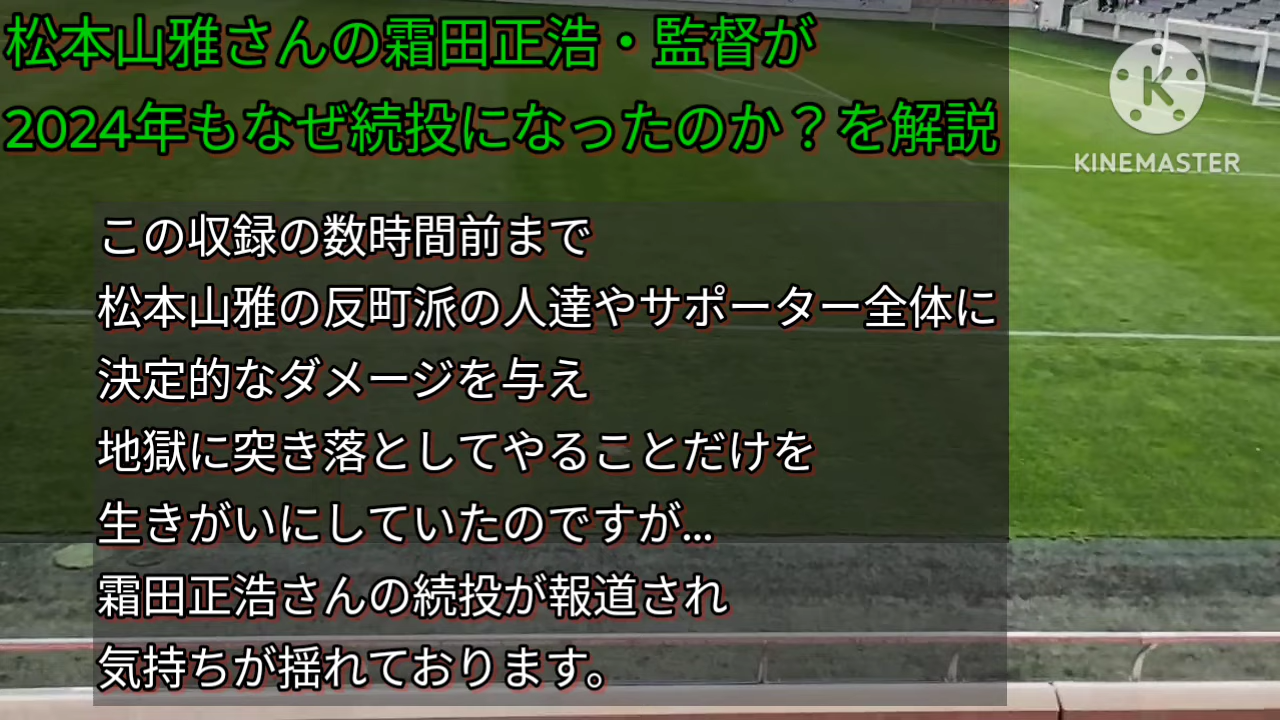 松本山雅さんの霜田正浩・監督が
2024年もなぜ続投になったのか？を解説
KINEMASTER
この収録の数時間前まで
松本山雅の反町派の人達やサポーター全体に
決定的なダメージを与え
地獄に突き落としてやることだけを
生きがいにしていたのですが...
霜田正浩さんの続投が報道され
気持ちが揺れております。